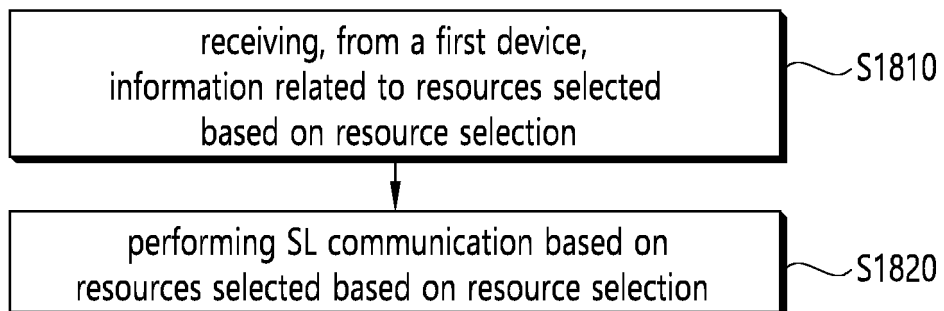 receiving, from a first device,
information related to resources selected
based on resource selection
S1810
performing SL communication based on
resources selected based on resource selection
S1820